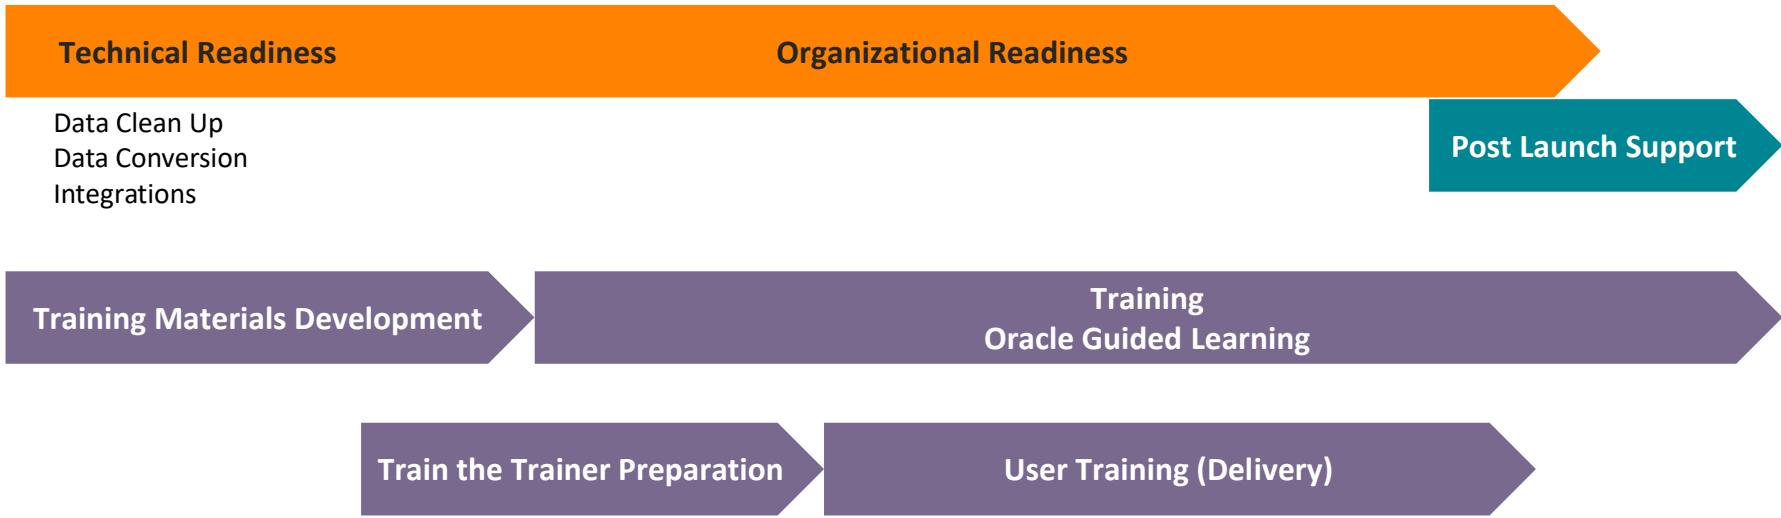 Technical Readiness
Organizational Readiness
Data Clean Up
Data Conversion
Integrations
Post Launch Support
Training Materials Development
Training
Oracle Guided Learning
Train the Trainer Preparation
User Training (Delivery)